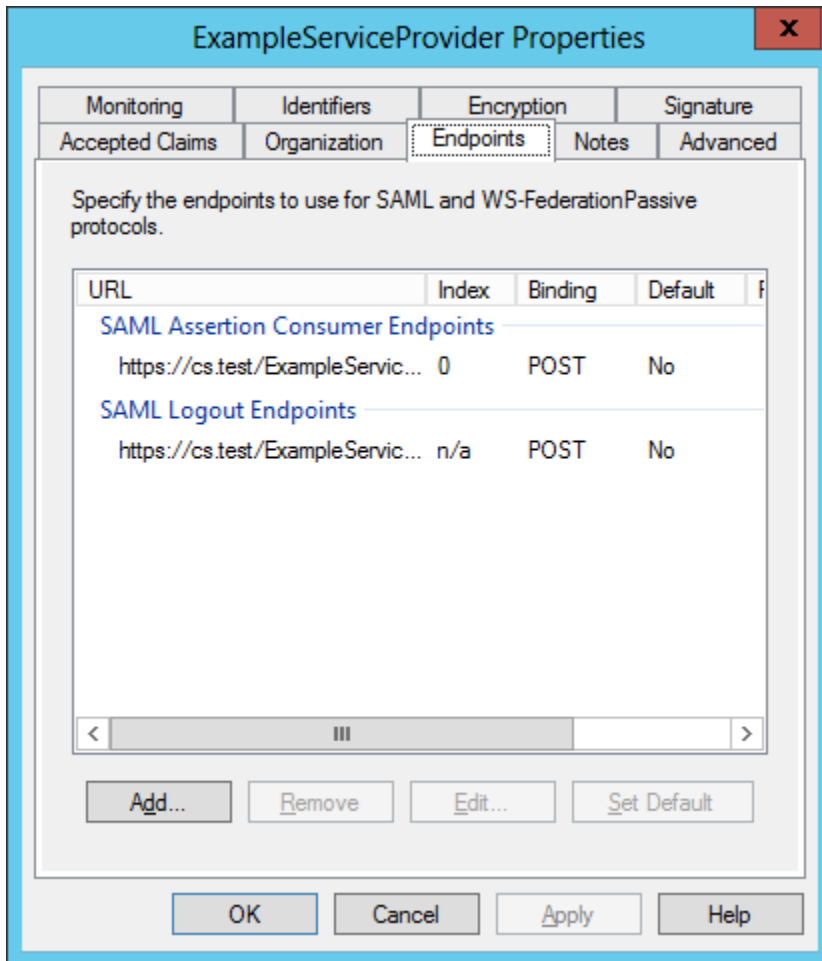 ExampleServiceProvider Properties
x
Monitoring Identifiers Encryption Signature
Accepted Claims Organization Endpoints Notes Advanced
Specify the endpoints to use for SAML and WS-FederationPassive
protocols.
URL Index Binding Default
SAML Assertion Consumer Endpoints
https://cs.test/ExampleServic... 0 POST No
SAML Logout Endpoints
https://cs.test/ExampleServic... n/a POST No
Add... Remove Edit... Set Default
OK Cancel Apply Help